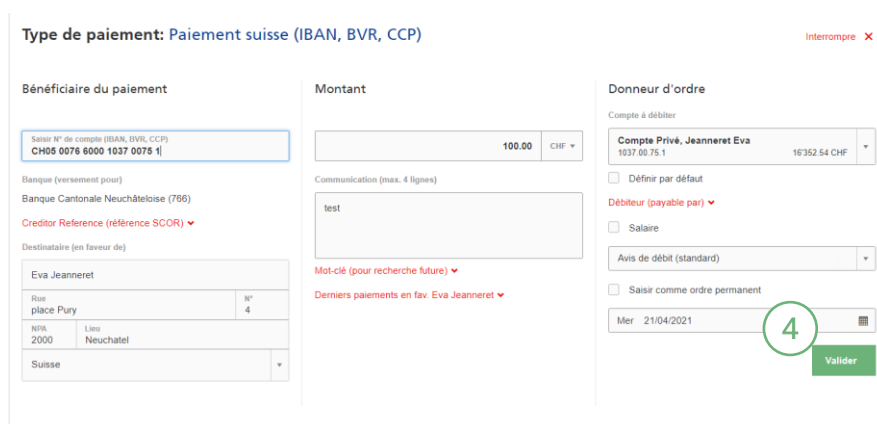 Type de paiement: Paiement suisse (IBAN, BVR, CCP)
Interrompre ✕
Bénéficiaire du paiement
Saisir N° de compte (IBAN, BVR, CCP)
CH05 0076 6000 1037 0075 1
Banque (versement pour)
Banque Cantonale Neuchâteloise (766)
Creditor Reference (référence SCOR)
Destinataire (en faveur de)
Eva Jeanneret
Rue
place Pury
N°
4
NPA
2000
Lieu
Neuchatel
Suisse
Montant
100.00 CHF
Communication (max. 4 lignes)
test
Mot-clé (pour recherche future)
Derniers paiements en fav. Eva Jeanneret
Donneur d'ordre
Compte à débiter
Compte Privé, Jeanneret Eva
1037.00.75.1 16'352.54 CHF
Définir par défaut
Débiteur (payable par)
Salaire
Avis de débit (standard)
Saisir comme ordre permanent
Mer 21/04/2021
4
Valider